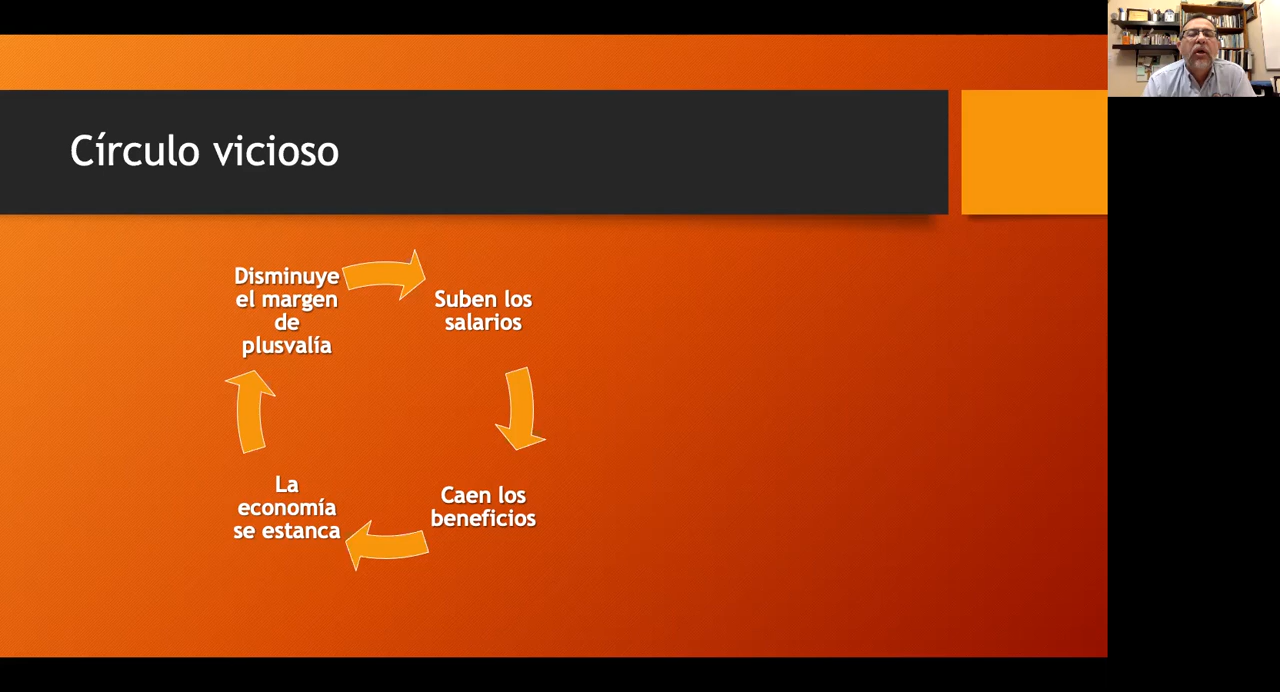 Círculo vicioso
Disminuye
el margen
de
plusvalía
Suben los
salarios
Caen los
beneficios
La
economía
se estanca